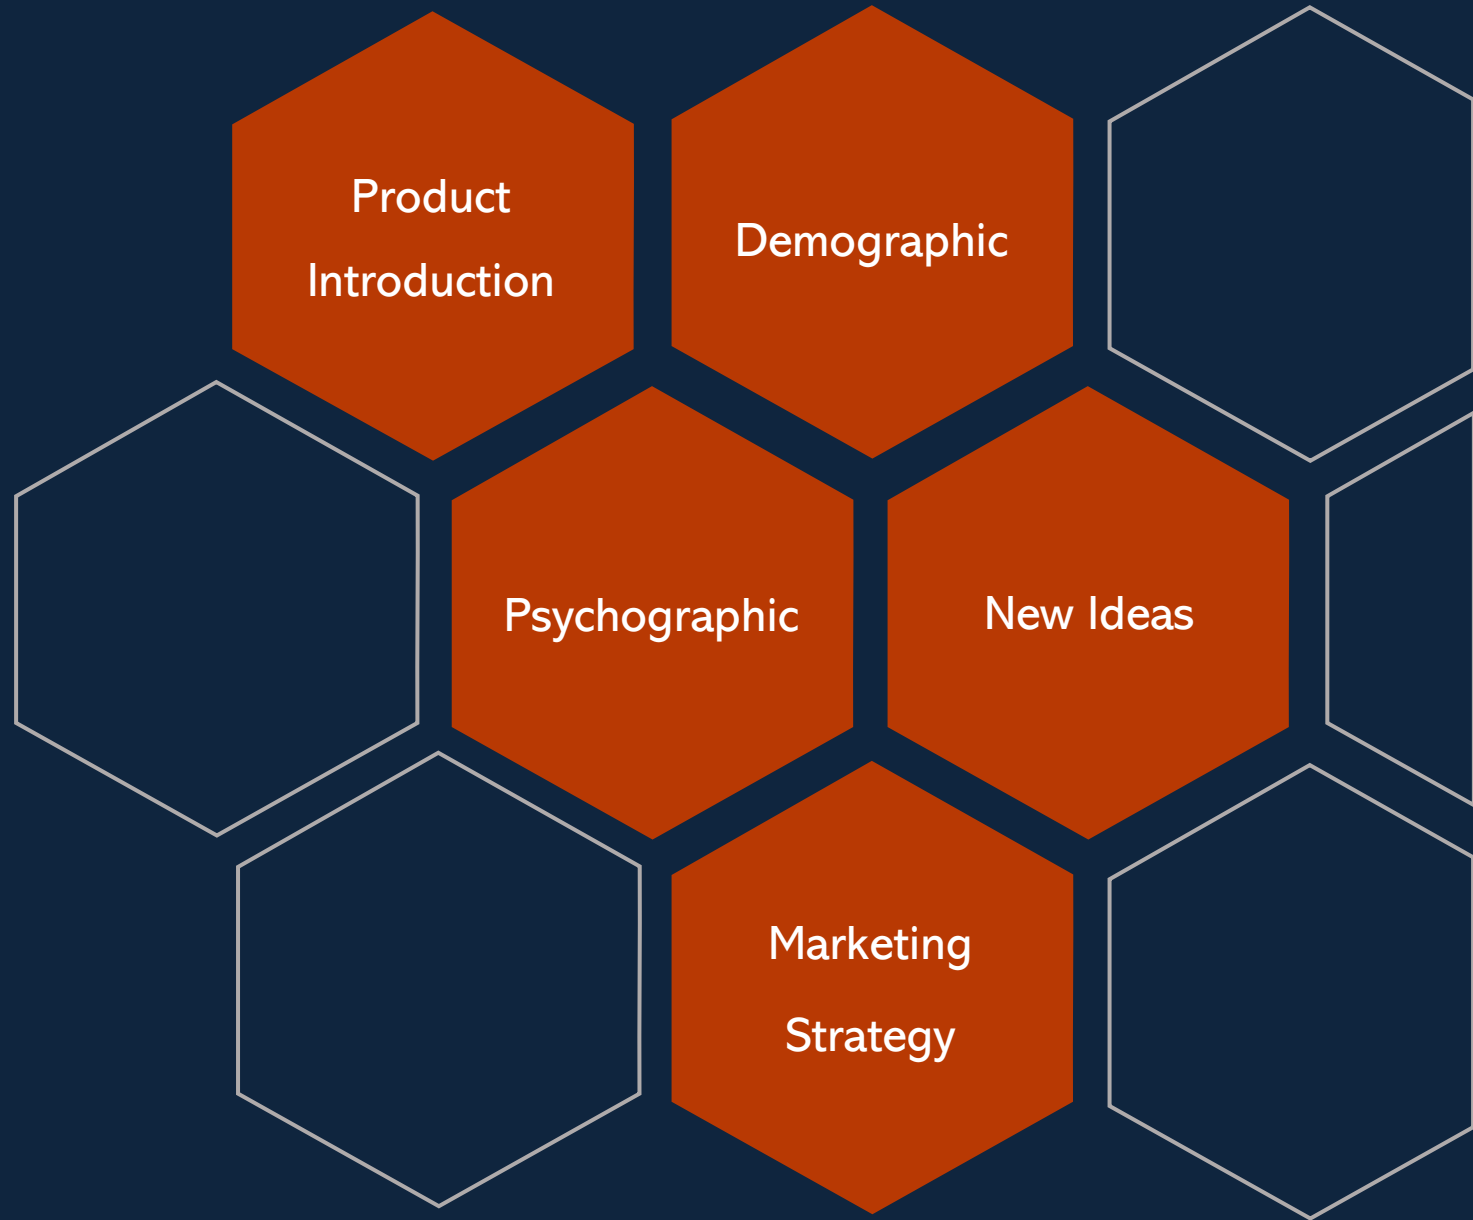 Product
Introduction
Demographic
Psychographic
New Ideas
Marketing
Strategy